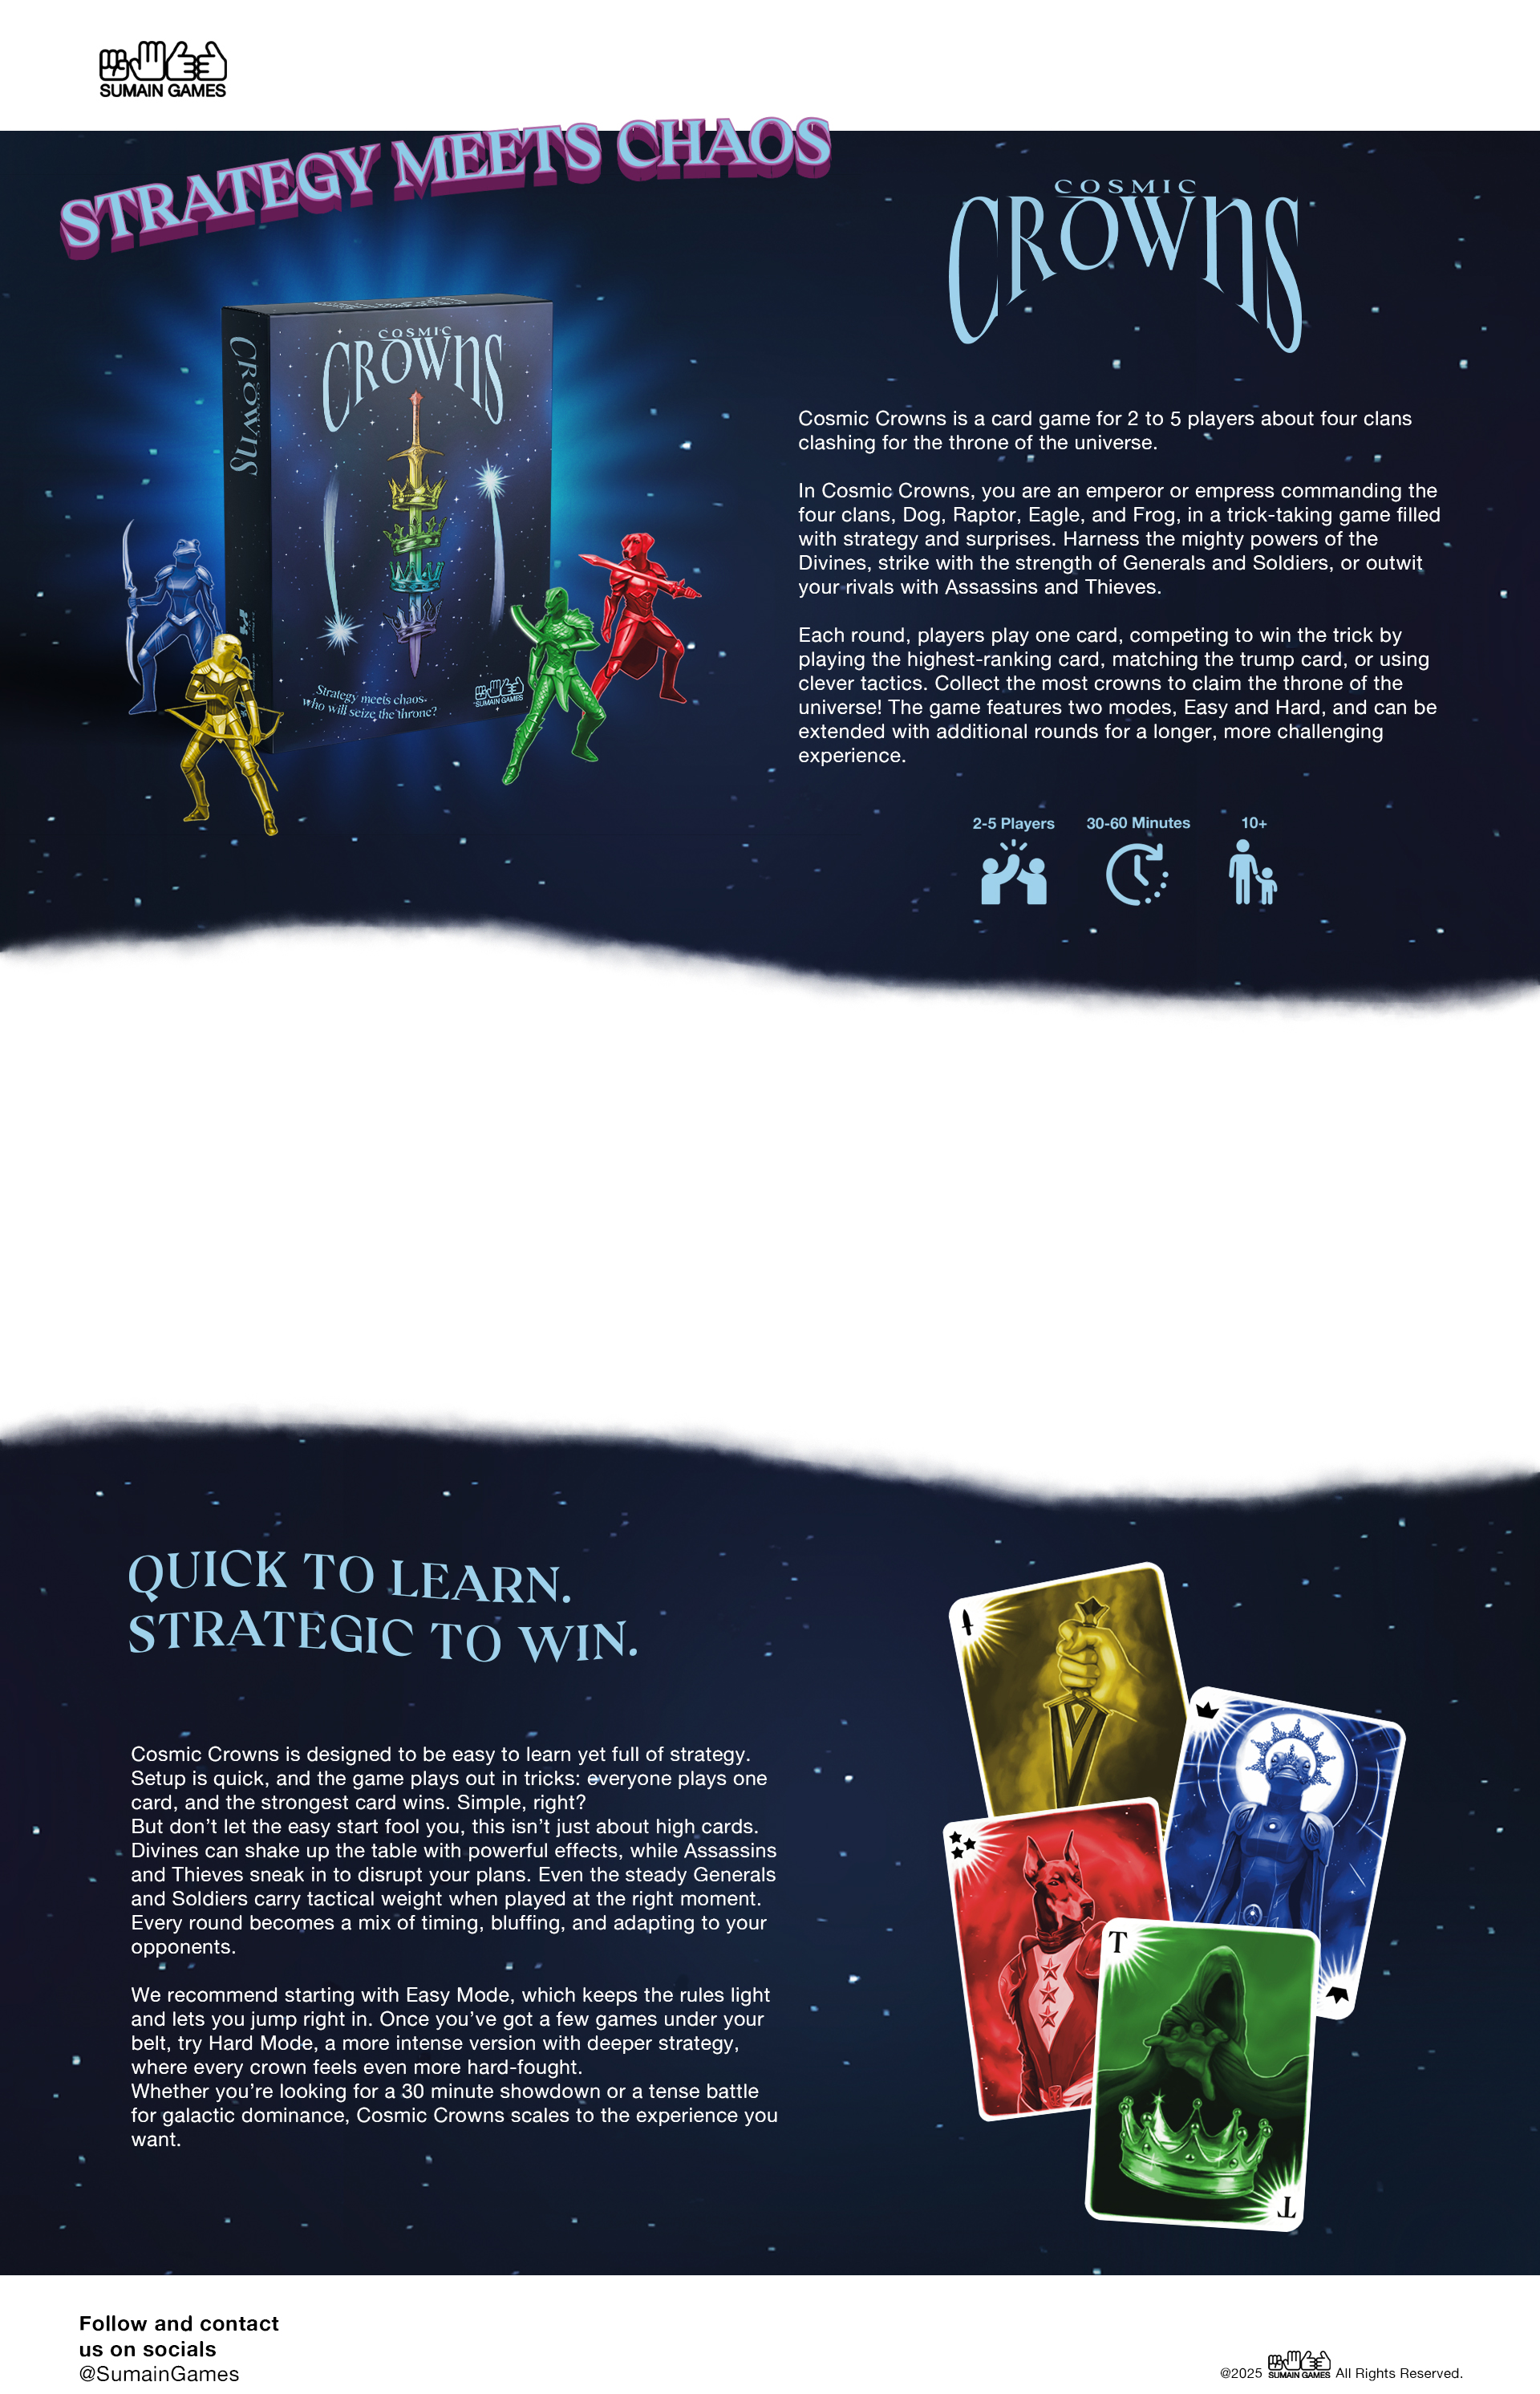 SUMAIN GAMES
STRATEGY MEETS CHAOS
COSMIC
CROWNS
COSMIC
CROWNS
COSMIC
CROWNS
Strategy meets chaos.
who will seize the throne?
SUMAIN GAMES
Cosmic Crowns is a card game for 2 to 5 players about four clans
clashing for the throne of the universe.
In Cosmic Crowns, you are an emperor or empress commanding the
four clans, Dog, Raptor, Eagle, and Frog, in a trick-taking game filled
with strategy and surprises. Harness the mighty powers of the
Divines, strike with the strength of Generals and Soldiers, or outwit
your rivals with Assassins and Thieves.
Each round, players play one card, competing to win the trick by
playing the highest-ranking card, matching the trump card, or using
clever tactics. Collect the most crowns to claim the throne of the
universe! The game features two modes, Easy and Hard, and can be
extended with additional rounds for a longer, more challenging
experience.
2-5 Players
30-60 Minutes
10+
QUICK TO LEARN.
STRATEGIC TO WIN.
Cosmic Crowns is designed to be easy to learn yet full of strategy.
Setup is quick, and the game plays out in tricks: everyone plays one
card, and the strongest card wins. Simple, right?
But don’t let the easy start fool you, this isn’t just about high cards.
Divines can shake up the table with powerful effects, while Assassins
and Thieves sneak in to disrupt your plans. Even the steady Generals
and Soldiers carry tactical weight when played at the right moment.
Every round becomes a mix of timing, bluffing, and adapting to your
opponents.
We recommend starting with Easy Mode, which keeps the rules light
and lets you jump right in. Once you’ve got a few games under your
belt, try Hard Mode, a more intense version with deeper strategy,
where every crown feels even more hard-fought.
Whether you’re looking for a 30 minute showdown or a tense battle
for galactic dominance, Cosmic Crowns scales to the experience you
want.
T
T
Follow and contact
us on socials
@SumainGames
@2025 SUMAIN GAMES All Rights Reserved.